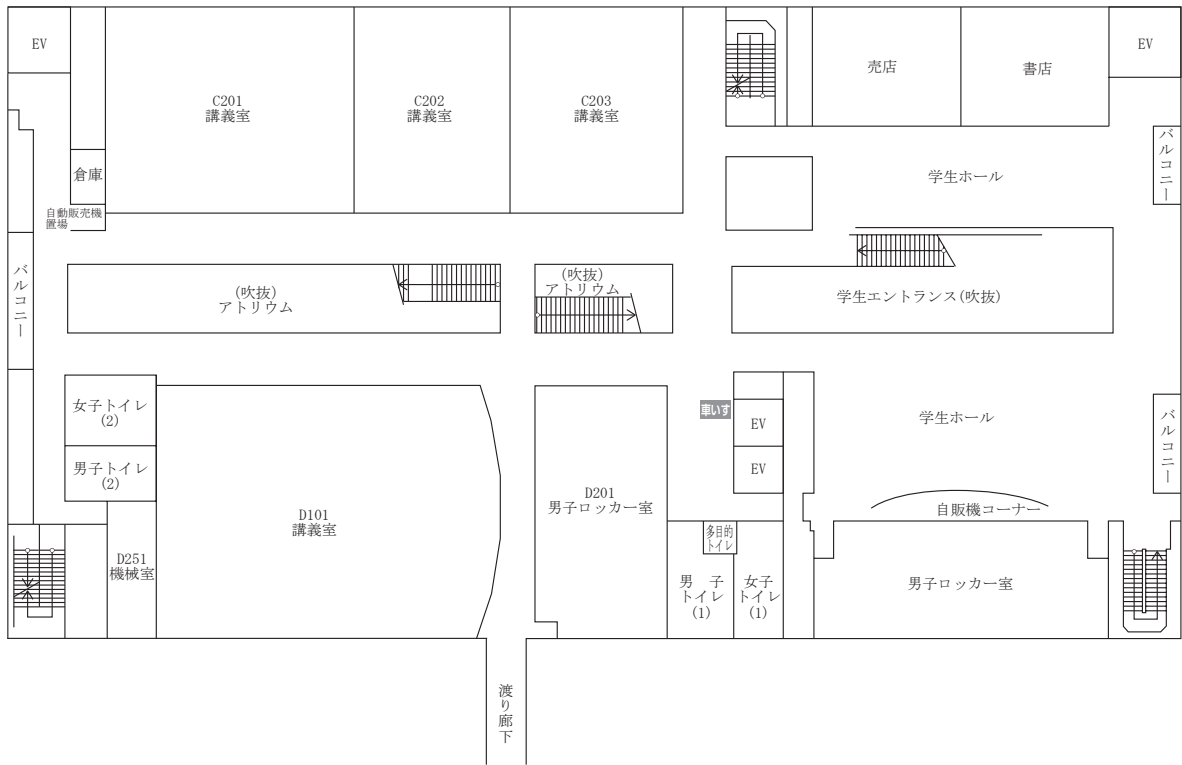 EV
C201
講義室
C202
講義室
C203
講義室
売店
書店
EV
倉庫
自動販売機
置場
学生ホール
バルコニー
バルコニー
(吹抜)
アトリウム
(吹抜)
アトリウム
学生エントランス(吹抜)
女子トイレ
(2)
男子トイレ
(2)
D101
講義室
D251
機械室
D201
男子ロッカー室
車いす
EV
EV
学生ホール
バルコニー
自販機コーナー
多目的
トイレ
男 子
トイレ
(1)
女子
トイレ
(1)
男子ロッカー室
渡り廊下